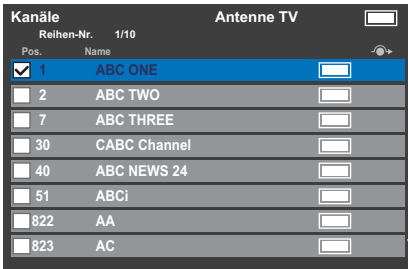 Kanäle Antenne TV
Reihen-Nr. 1/10
Pos. Name
1 ABC ONE
2 ABC TWO
7 ABC THREE
30 CABC Channel
40 ABC NEWS 24
51 ABCi
822 AA
823 AC